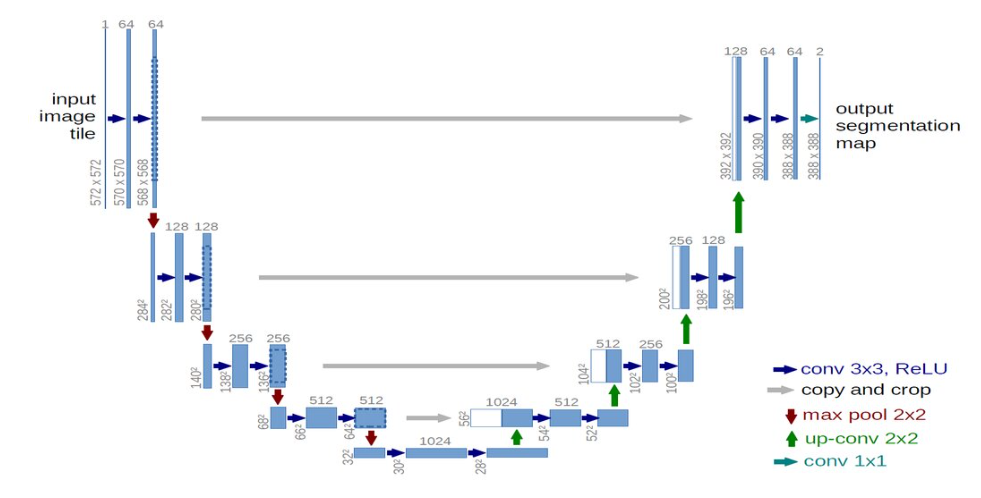 1 64 64
input
image
tile
572 x 572
570 x 570
568 x 568
128 64 64 2
output
segmentation
map
392 x 392
390 x 390
388 x 388
388 x 388
128 128
284²
282²
280²
256 128
200²
198²
196²
256 256
140²
138²
136²
512 256
104²
102²
100²
512 512
68²
66²
64²
1024 512
56²
54²
52²
1024
32²
30²
28²
conv 3x3, ReLU
copy and crop
max pool 2x2
up-conv 2x2
conv 1x1